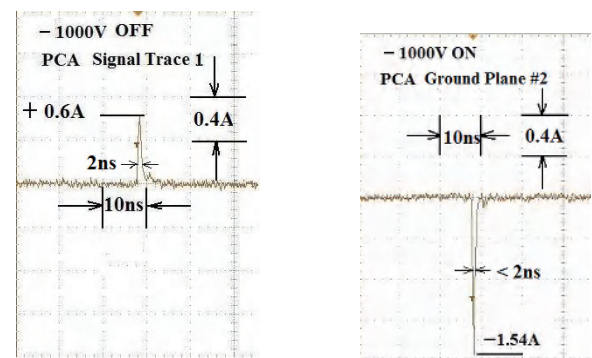 − 1000V OFF
PCA Signal Trace 1
+ 0.6A
0.4A
2ns
10ns
− 1000V ON
PCA Ground Plane #2
10ns
0.4A
< 2ns
−1.54A